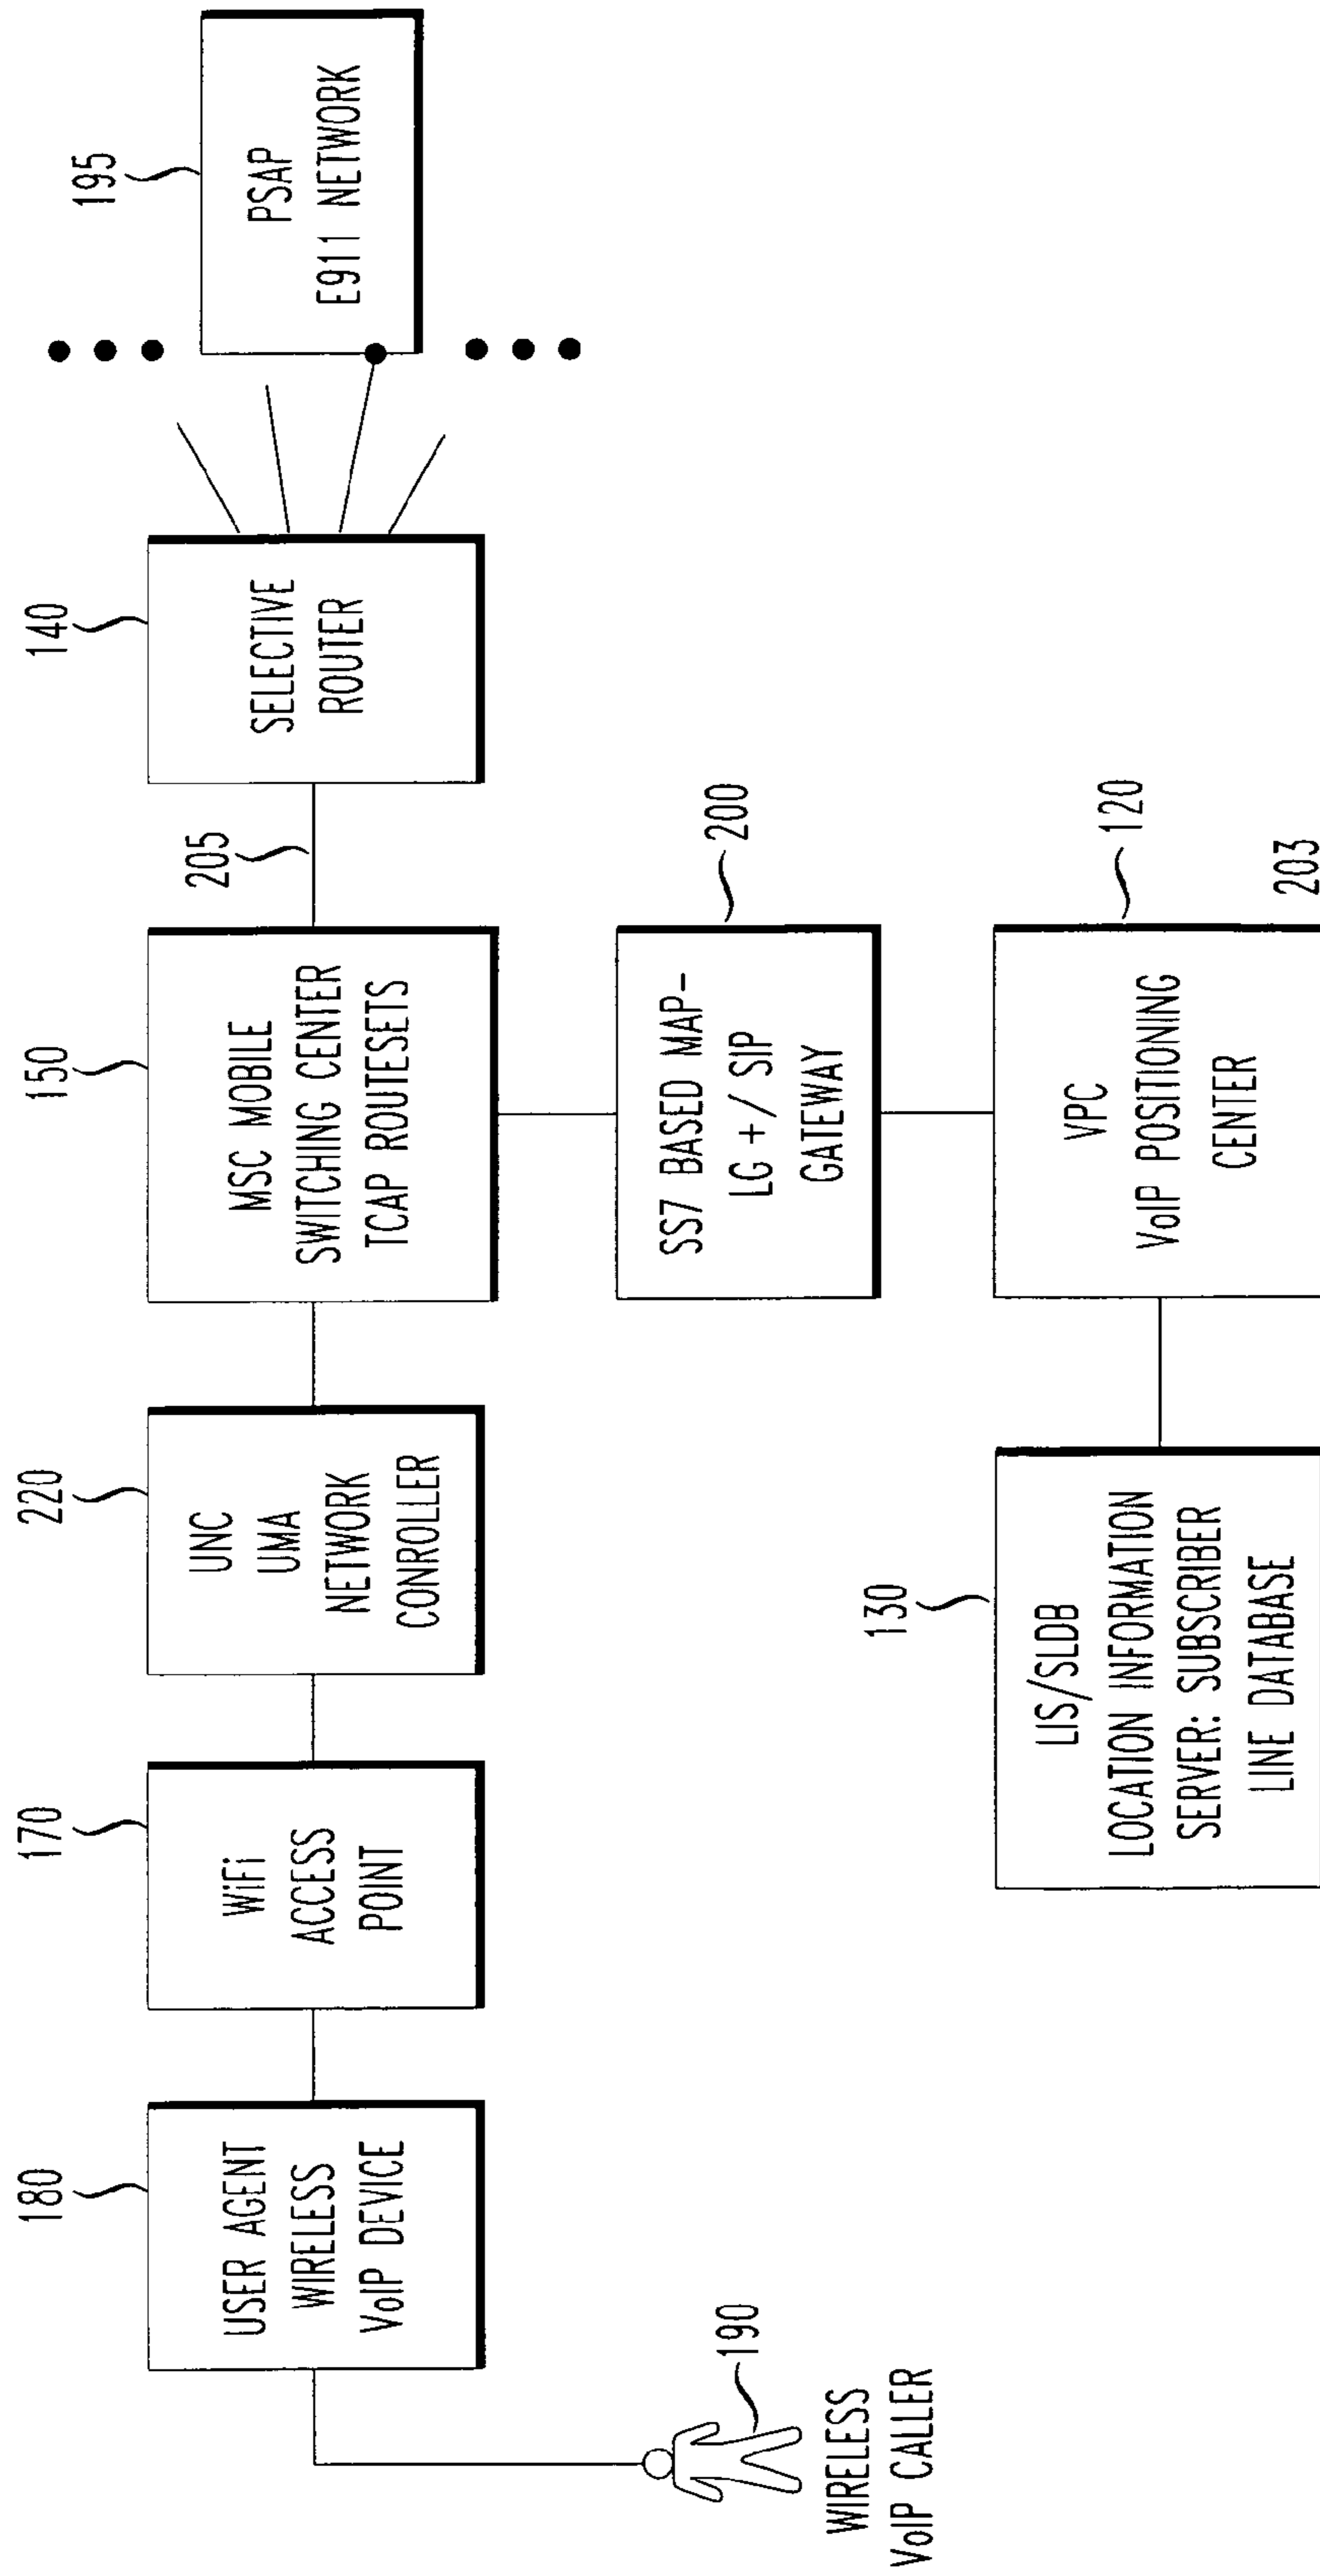 180
USER AGENT
WIRELESS
VoIP DEVICE
170
WiFi
ACCESS
POINT
220
UNC
UMA
NETWORK
CONROLLER
150
MSC MOBILE
SWITCHING CENTER
TCAP ROUTESETS
205
140
SELECTIVE
ROUTER
195
PSAP
E911 NETWORK
190
WIRELESS
VoIP CALLER
200
SS7 BASED MAP-
LG +/ SIP
GATEWAY
130
LIS/SLDB
LOCATION INFORMATION
SERVER: SUBSCRIBER
LINE DATABASE
120
VPC
VoIP POSITIONING
CENTER
203